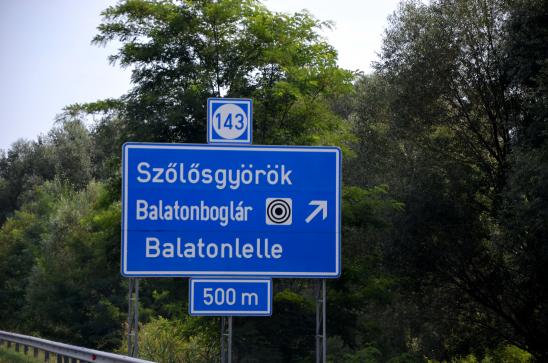 143
Szőlősgyörök
Balatonboglár
Balatonlelle
500 m